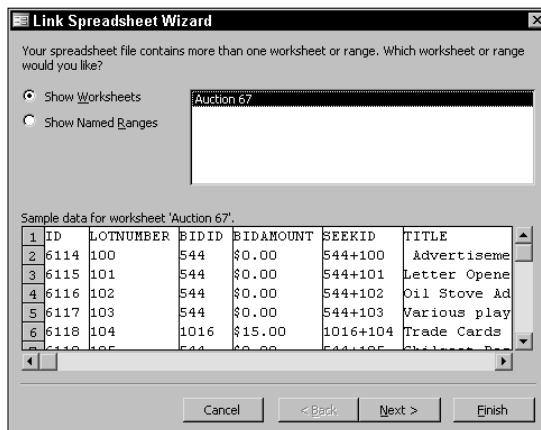 Link Spreadsheet Wizard
Your spreadsheet file contains more than one worksheet or range. Which worksheet or range
would you like?
Show Worksheets
Auction 67
Show Named Ranges
Sample data for worksheet 'Auction 67'.
1 ID LOTNUMBER BIDID BIDAMOUNT SEEKID TITLE
2 6114 100 544 $0.00 544+100 Advertiseme
3 6115 101 544 $0.00 544+101 Letter Opene
4 6116 102 544 $0.00 544+102 Oil Stove Ad
5 6117 103 544 $0.00 544+103 Various play
6 6118 104 1016 $15.00 1016+104 Trade Cards
Cancel < Back Next > Finish